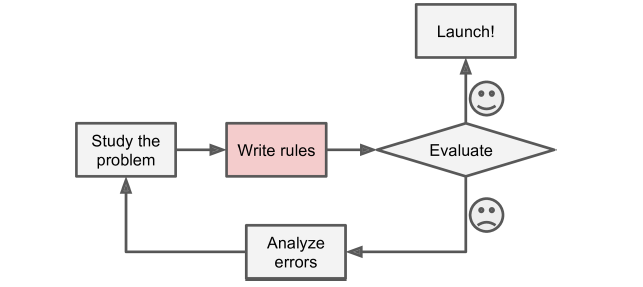 Launch!
Study the
problem
Write rules
Evaluate
Analyze
errors